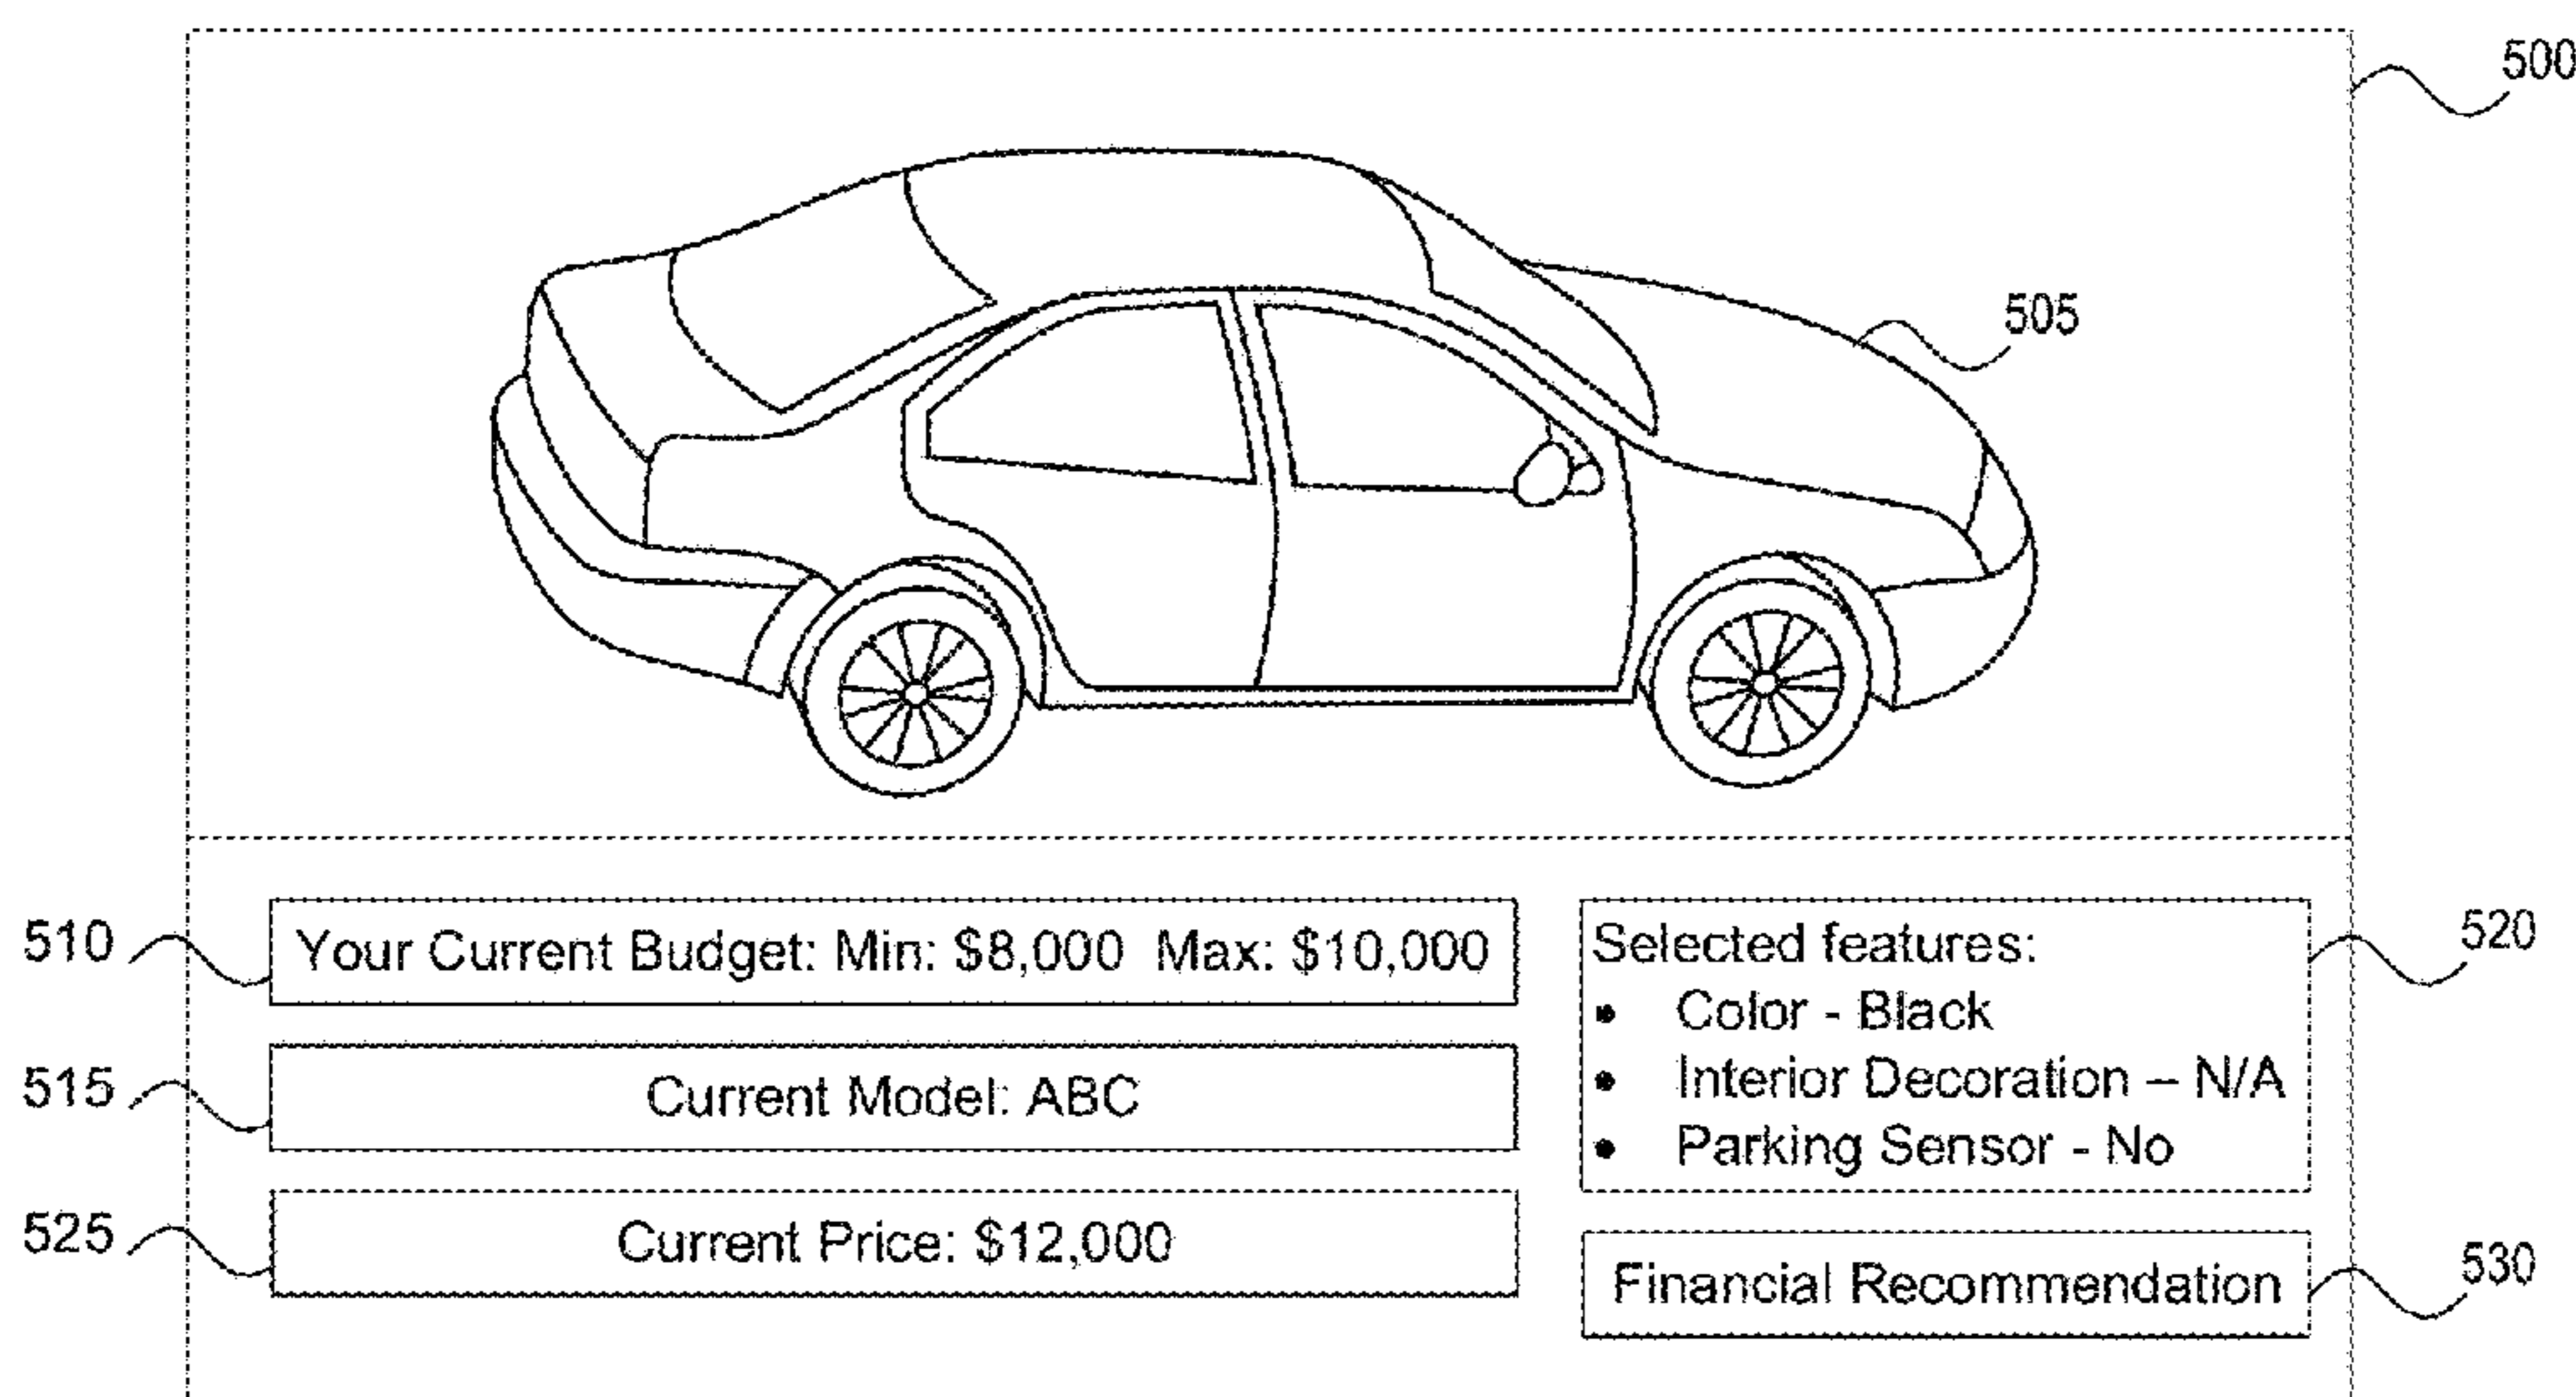 500
505
510
Your Current Budget: Min: $8,000 Max: $10,000
515
Current Model: ABC
525
Current Price: $12,000
Selected features:
• Color - Black
• Interior Decoration – N/A
• Parking Sensor - No
520
Financial Recommendation
530